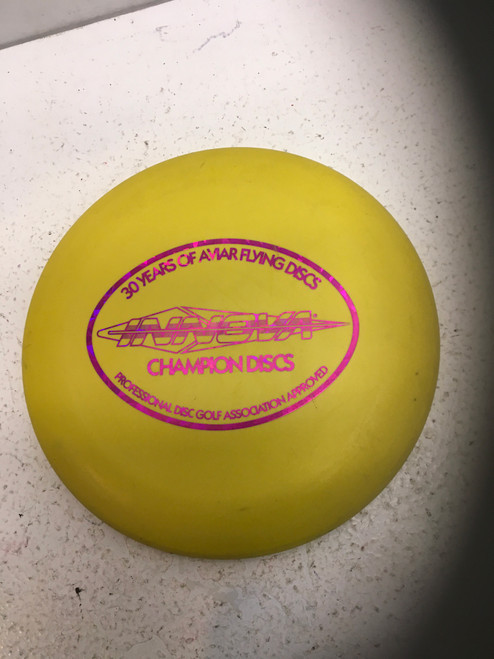 30 YEARS OF AVIAR FLYING DISCS
INNOVA
CHAMPION DISCS
PROFESSIONAL DISC GOLF ASSOCIATION APPROVED